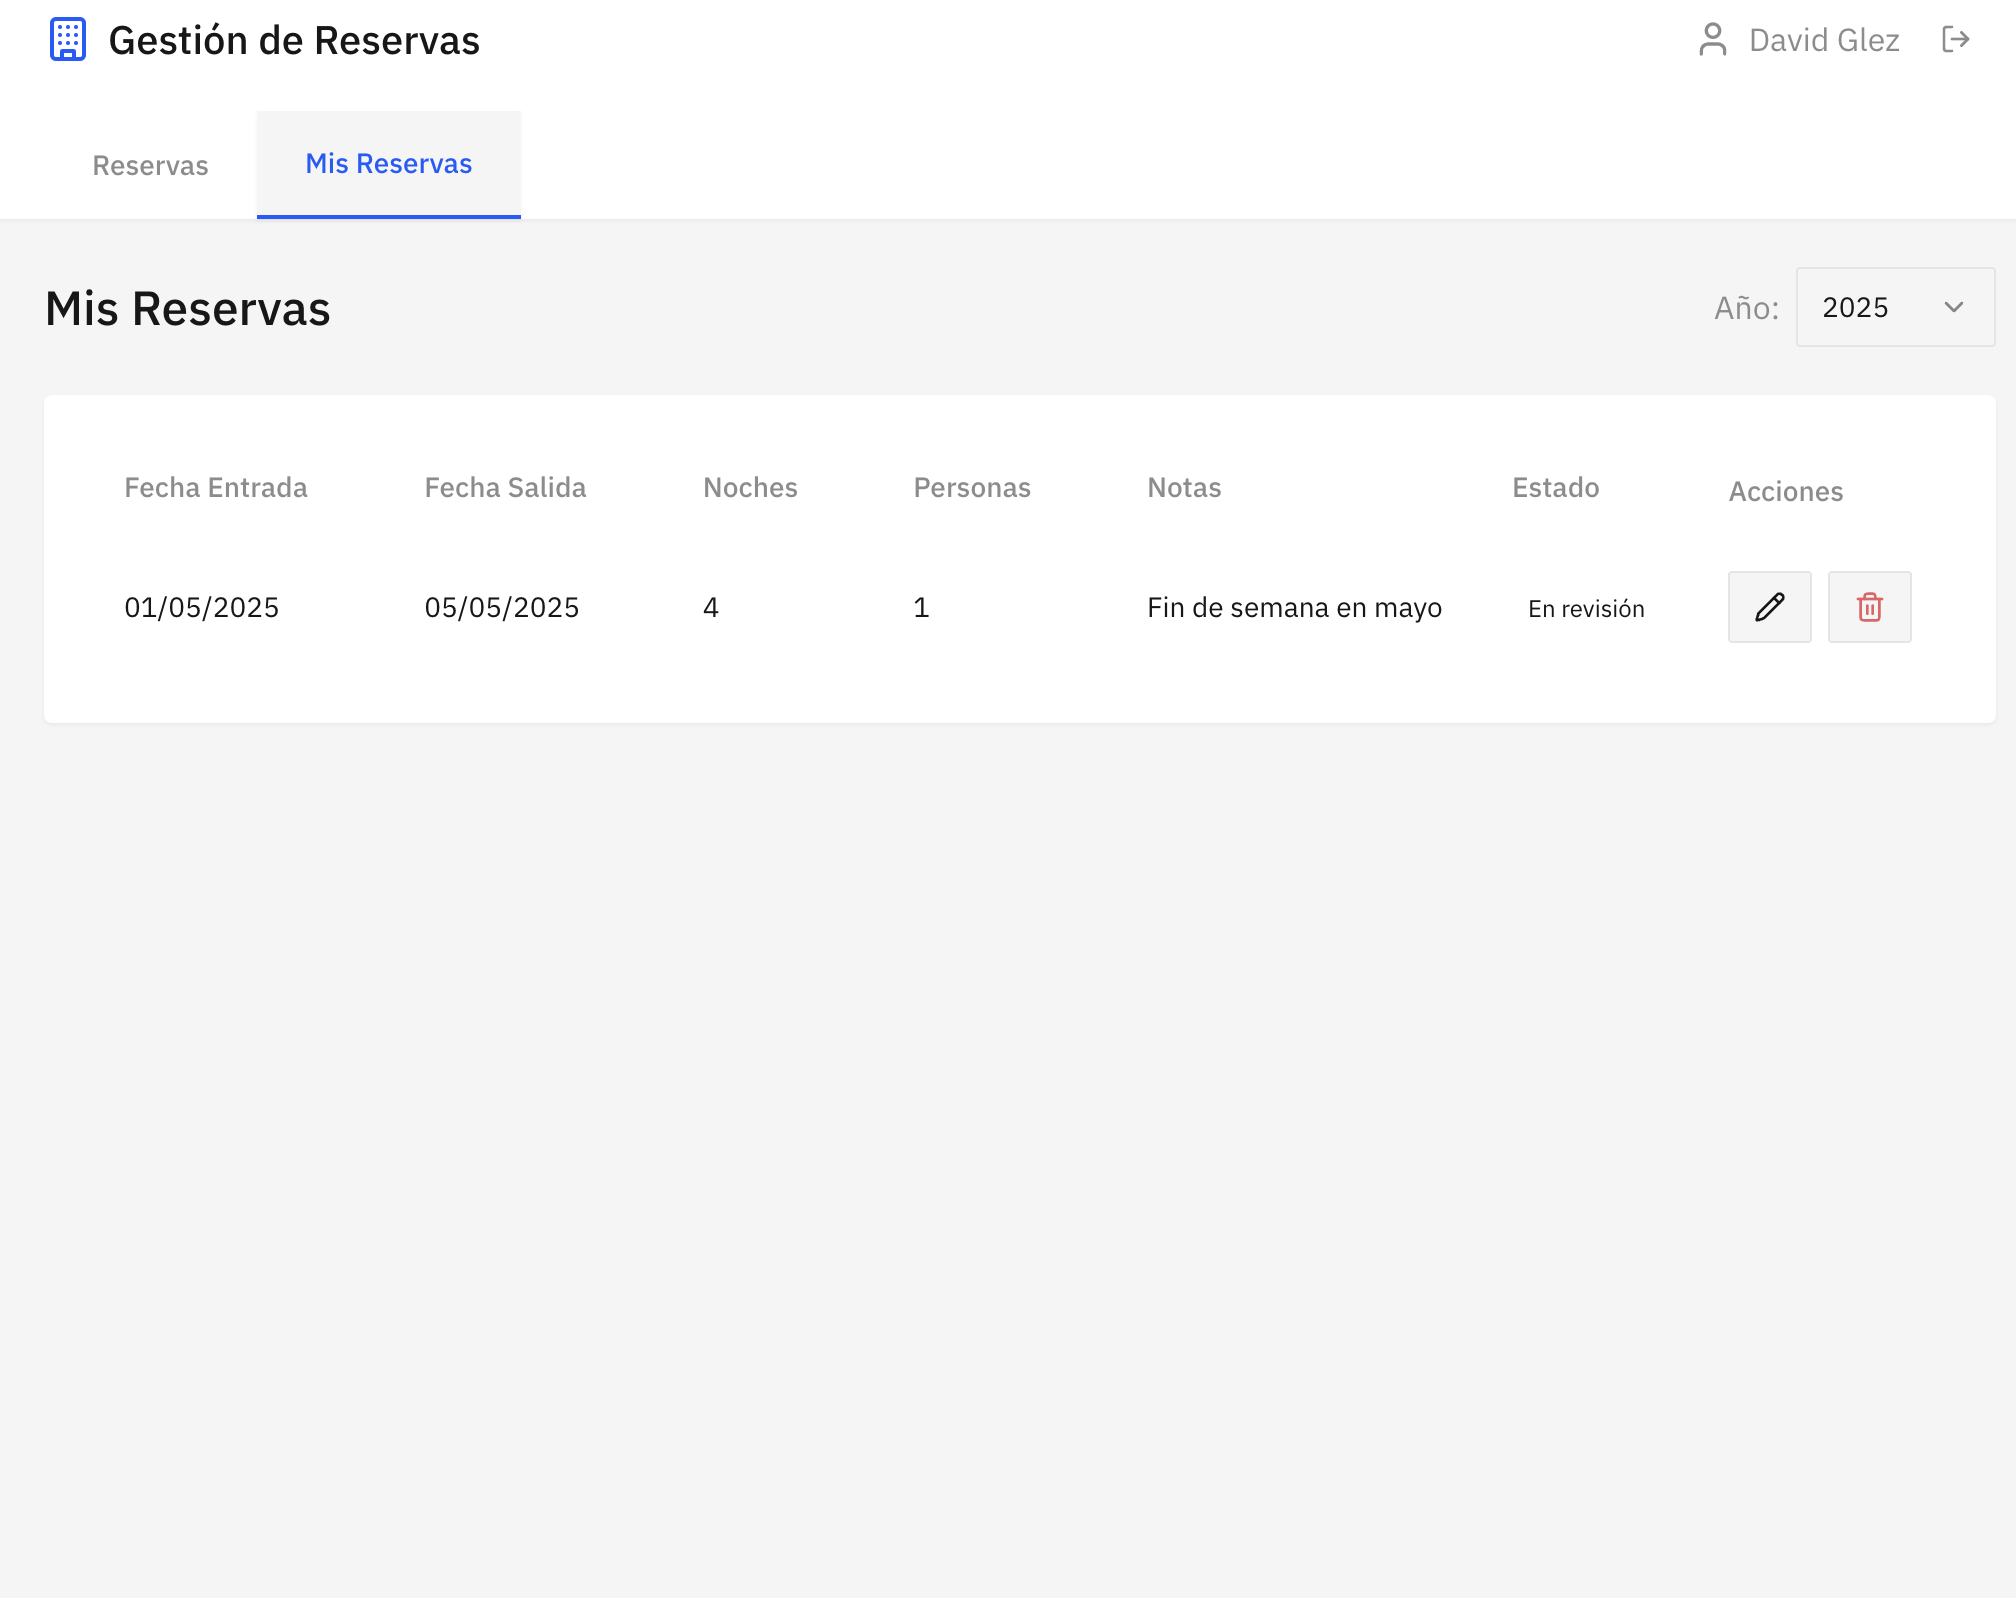 Gestión de Reservas
David Glez
Reservas
Mis Reservas
Mis Reservas
Año:
2025
Fecha Entrada
Fecha Salida
Noches
Personas
Notas
Estado
Acciones
01/05/2025
05/05/2025
4
1
Fin de semana en mayo
En revisión